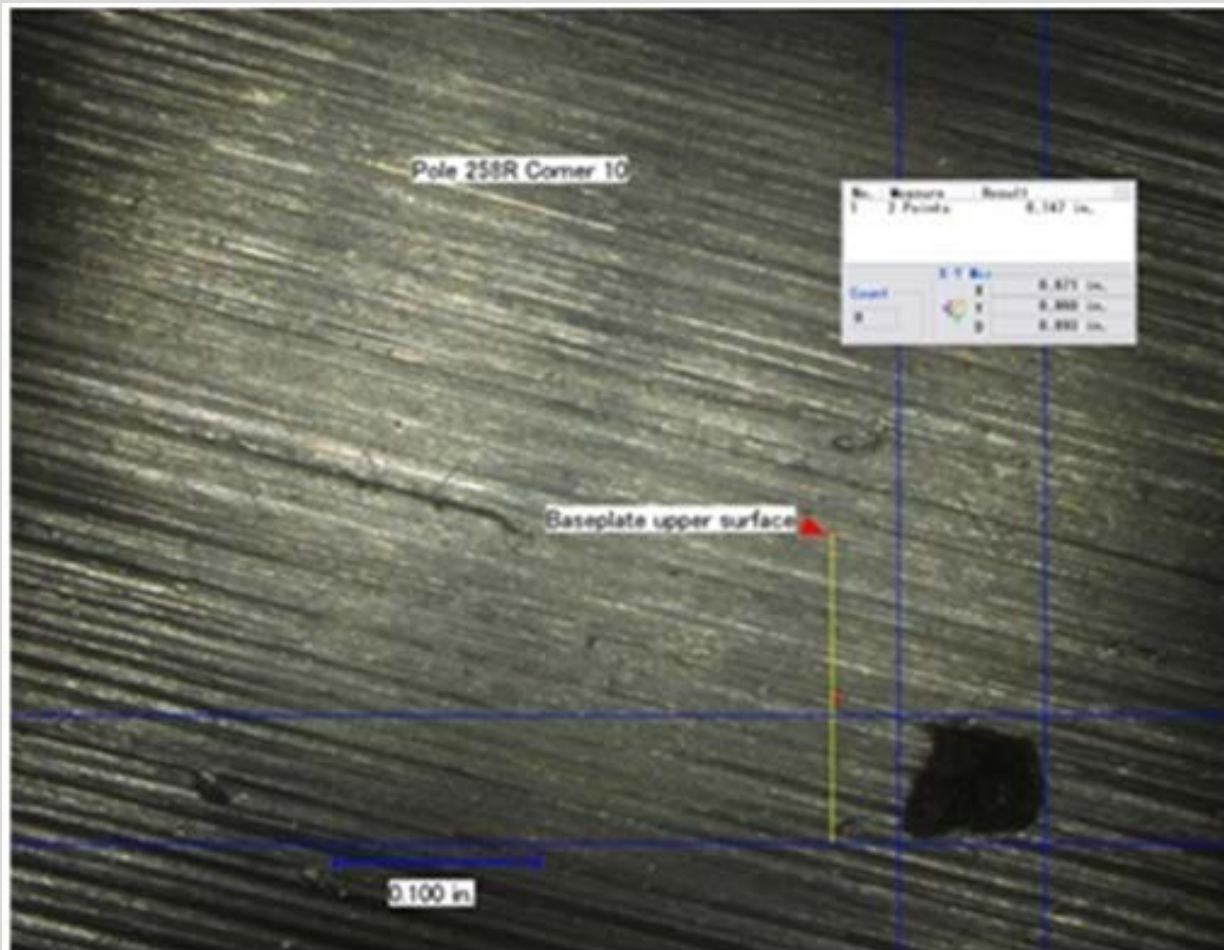 Pole 258R Corner 10
No. Measure Result
1 2 Points 0.147 in.
X-Y
Count
X
Y
D
Baseplate upper surface
0.100 in.